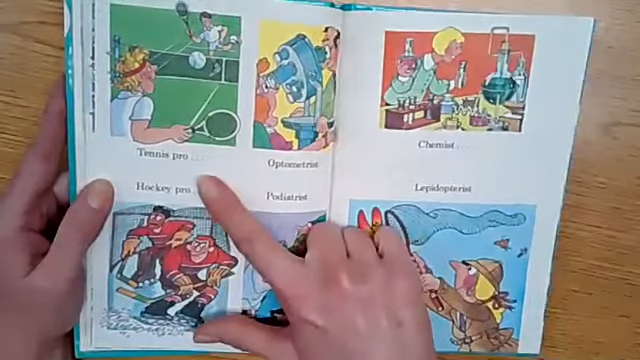 Tennis pro ...
Optometrist
Hockey pro
Podiatrist
Chemist ....
Lepidopterist